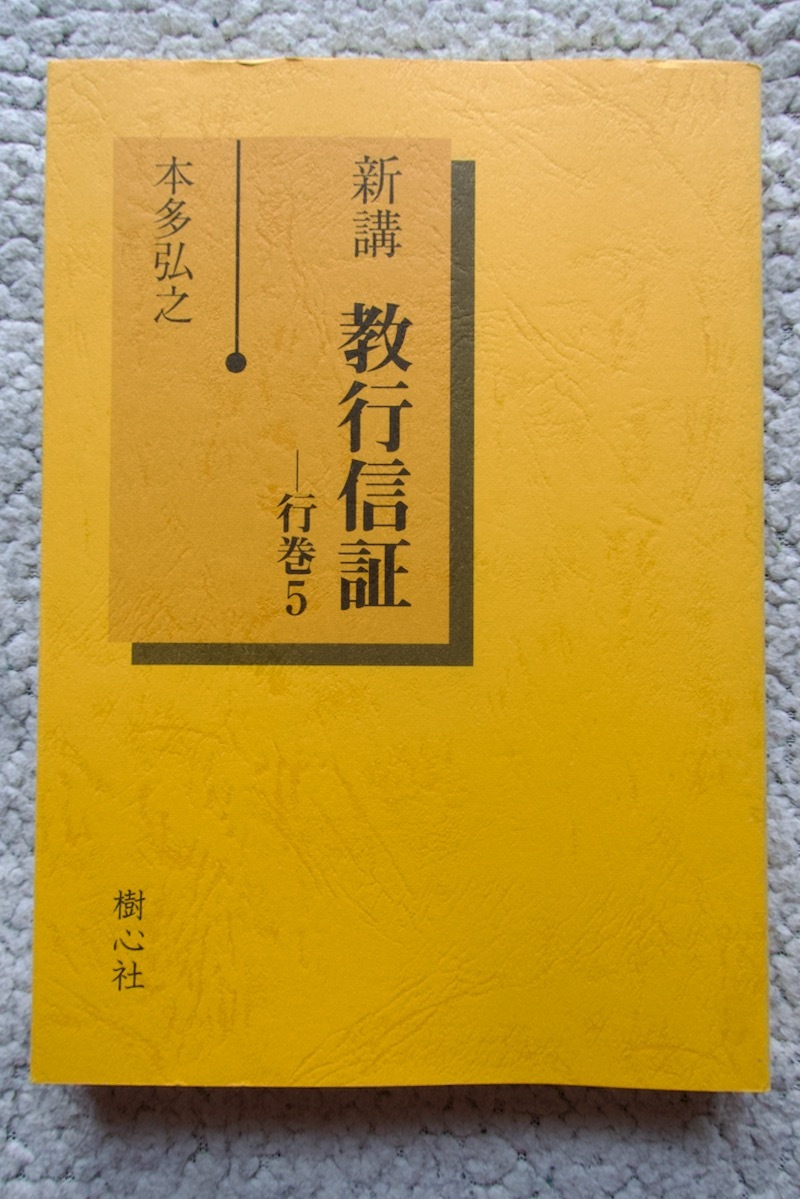 新講 教行信証
―行巻5
本多弘之
樹心社